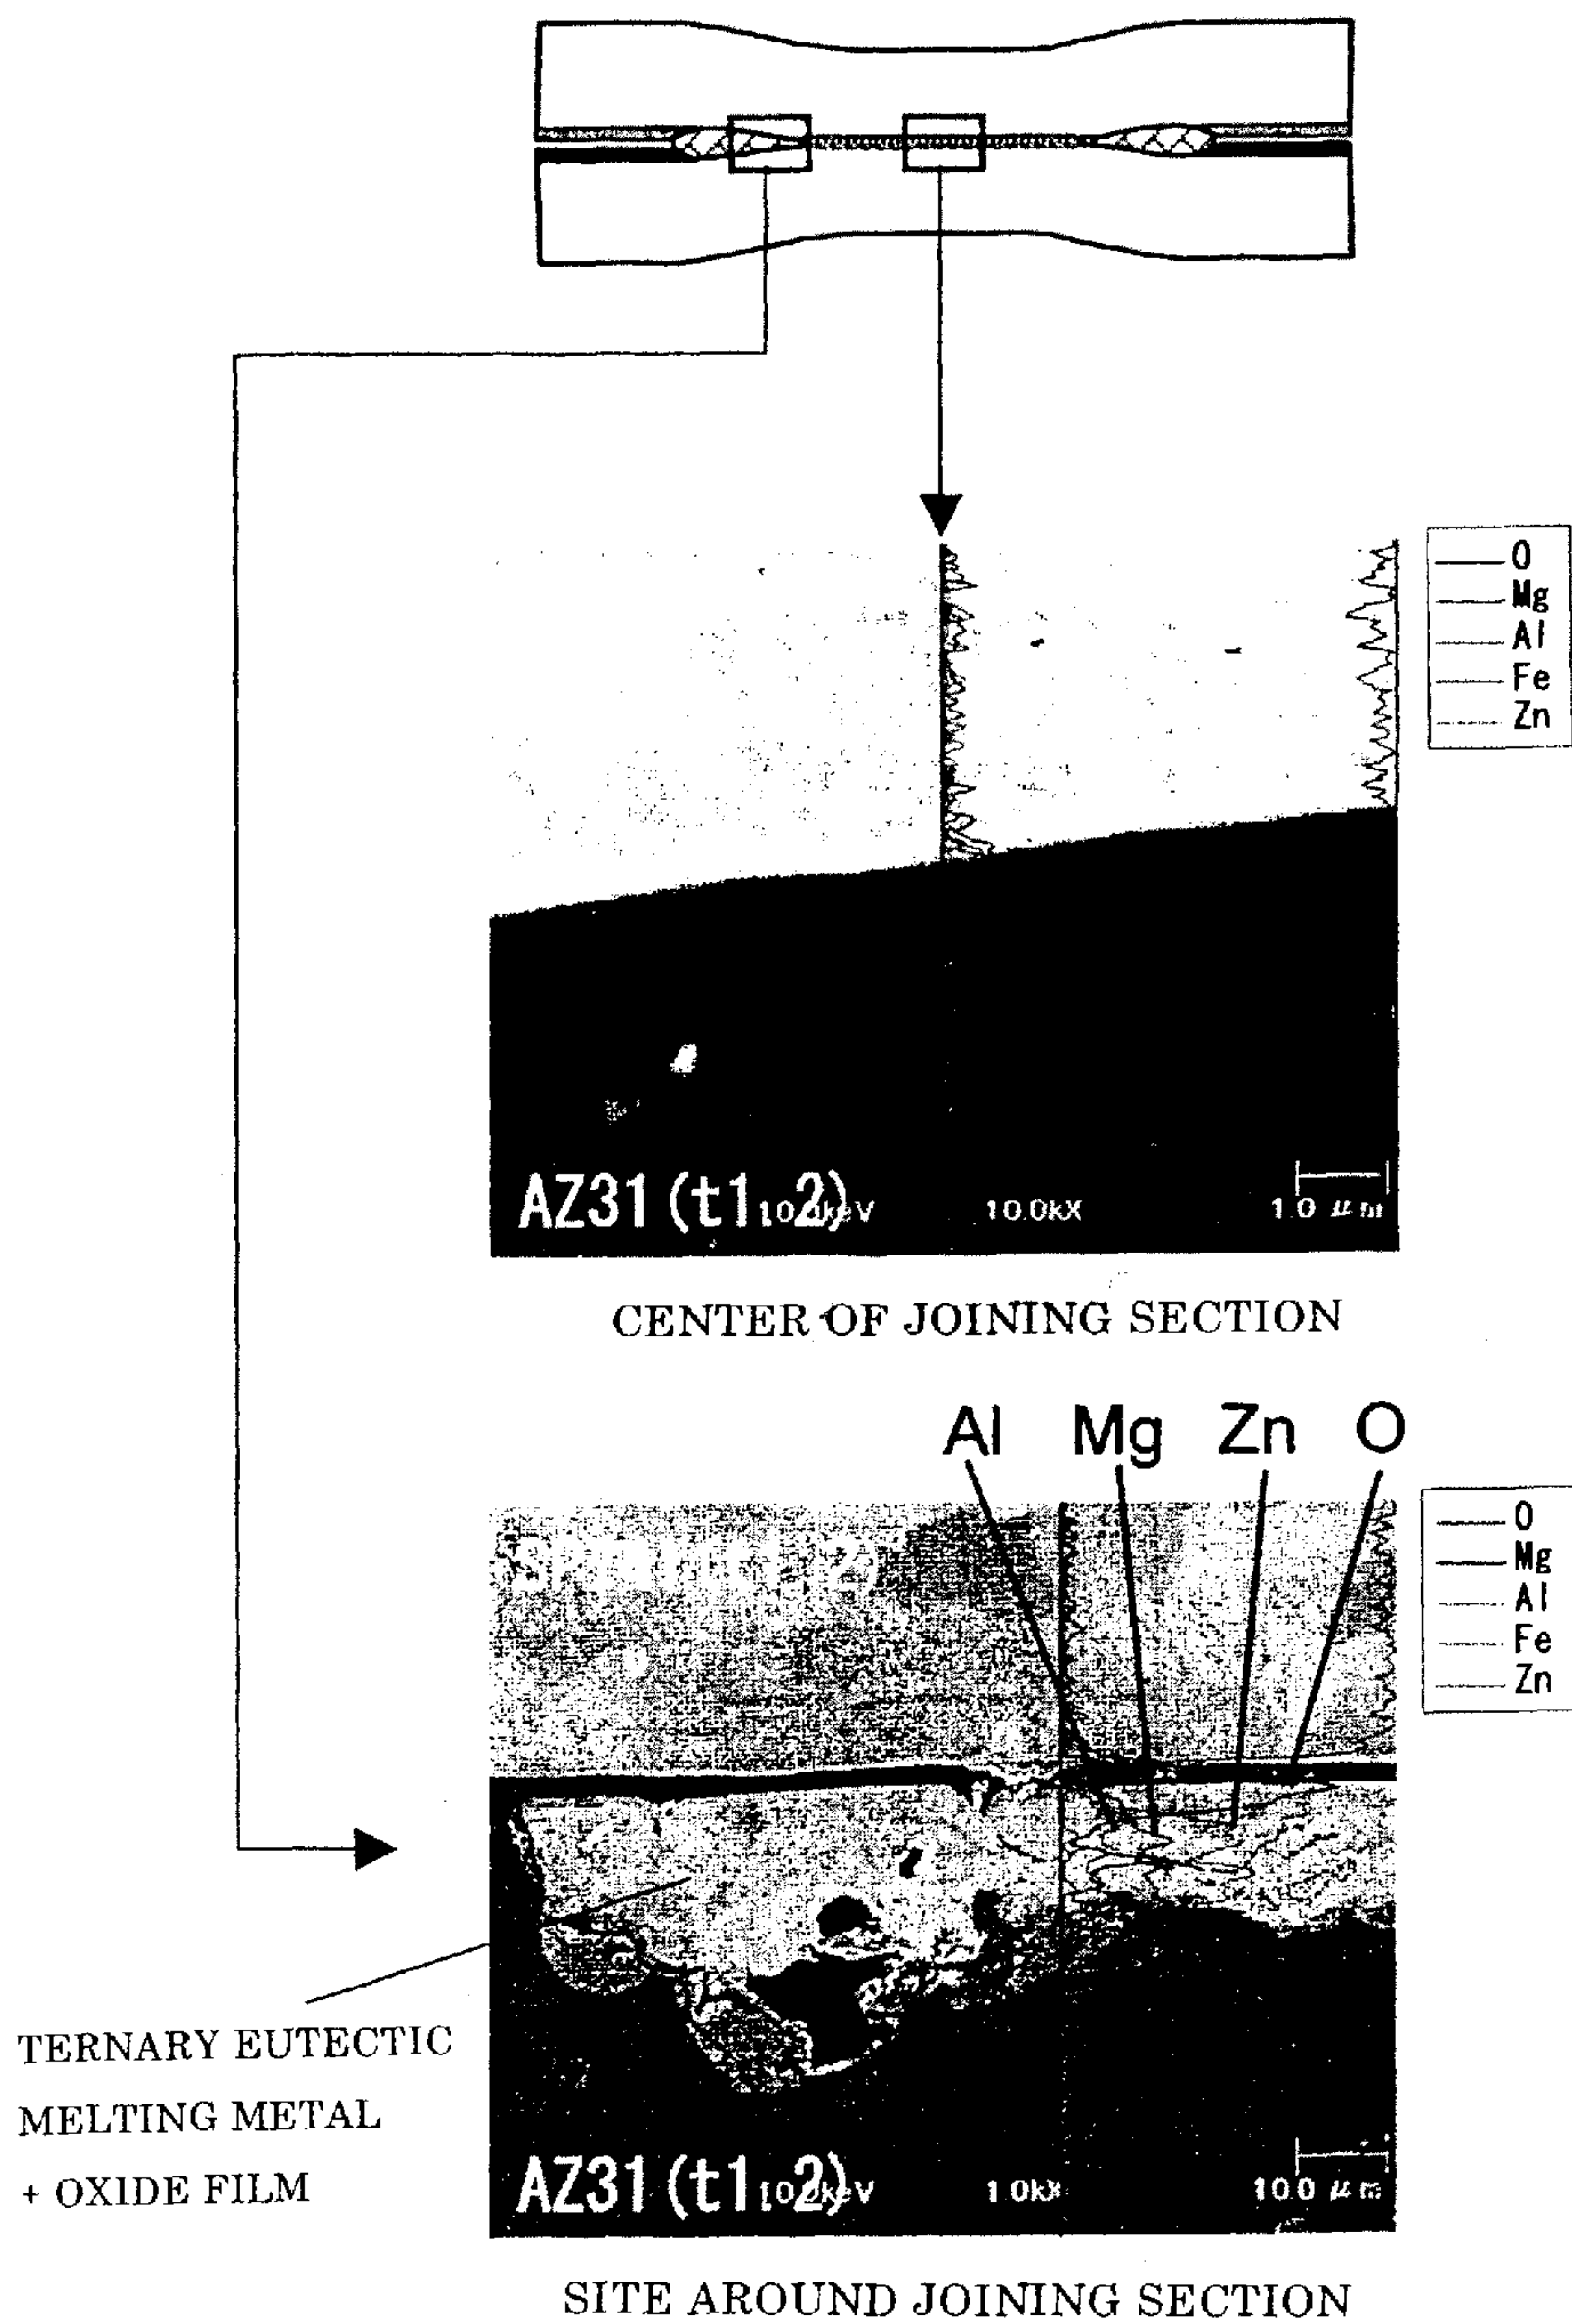 O
Mg
Al
Fe
Zn
AZ31(t1.2)
10.0kX
1.0 μm
CENTER OF JOINING SECTION
Al Mg Zn O
O
Mg
Al
Fe
Zn
TERNARY EUTECTIC
MELTING METAL
+ OXIDE FILM
AZ31(t1.2)
1.0kX
10.0 μm
SITE AROUND JOINING SECTION